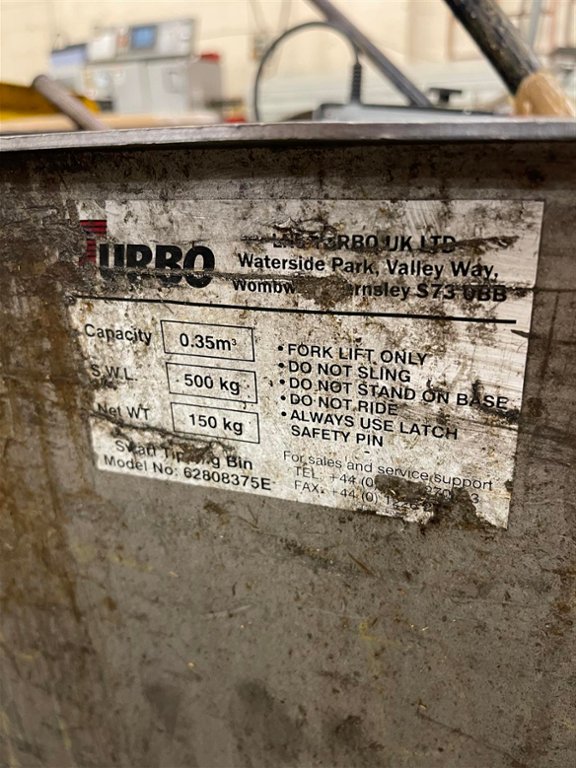 TURBO
TURBO UK LTD
Waterside Park, Valley Way,
S73 0BB
Capacity 0.35m³
S.W.L. 500 kg
Net WT 150 kg
• FORK LIFT ONLY
• DO NOT SLING
• DO NOT STAND ON BASE
• DO NOT RIDE
• ALWAYS USE LATCH
SAFETY PIN
Tipping Bin
Model No: 62808375E
For sales and service support
TEL. +44 (0)
FAX. +44 (0)